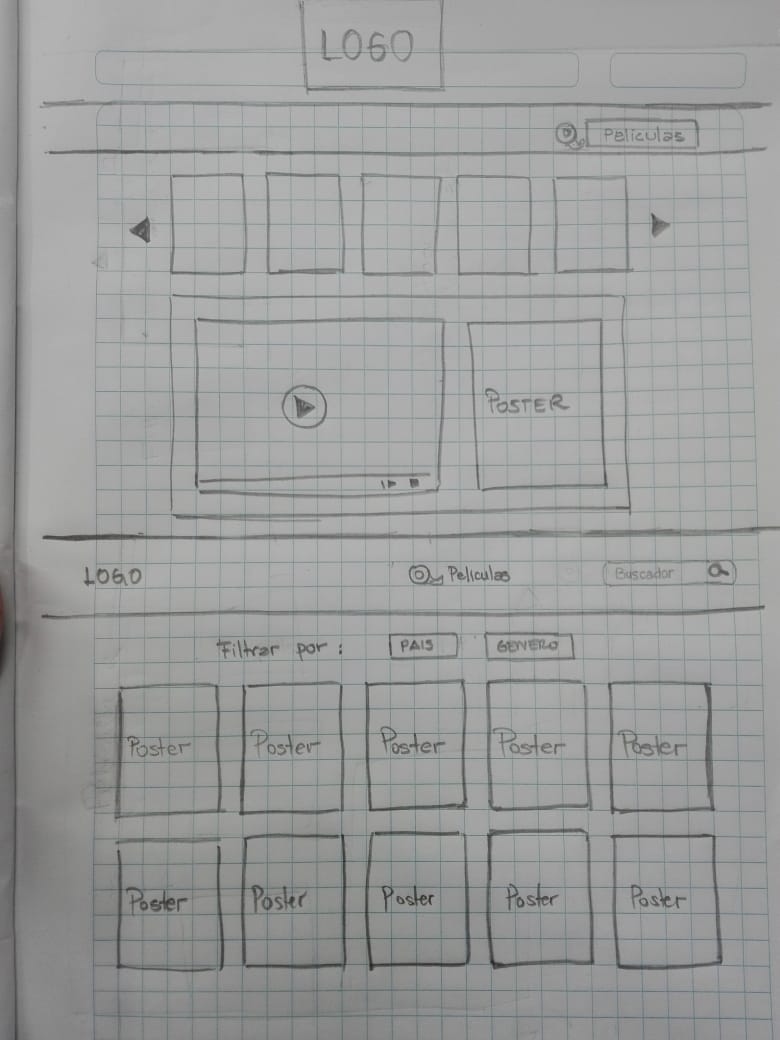 LOGO
Peliculas
POSTER
LOGO Peliculas Buscador
Filtrar por : PAIS GENERO
Poster Poster Poster Poster Poster
Poster Poster Poster Poster Poster